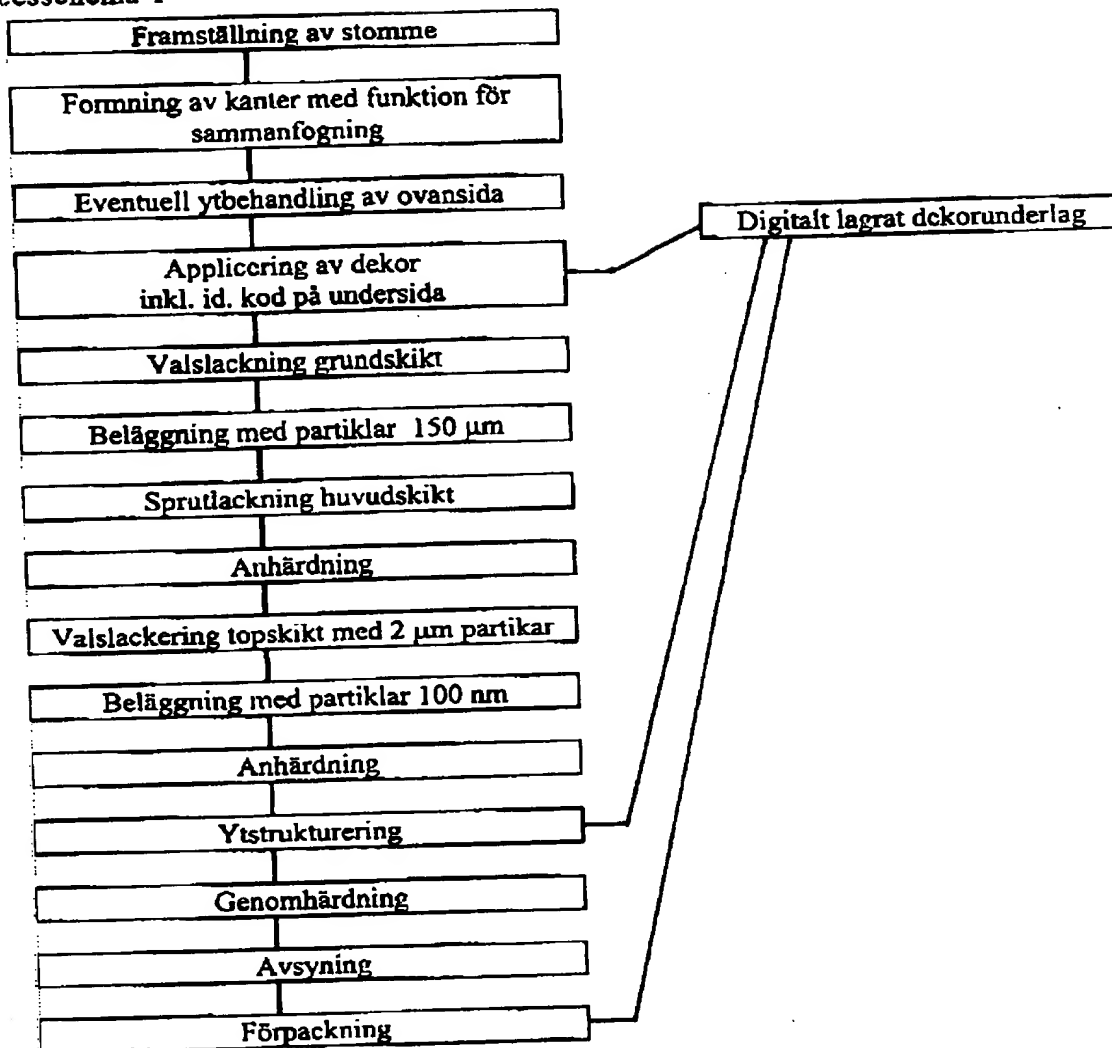 Framställning av stomme
Formning av kanter med funktion för
sammanfogning
Eventuell ytbehandling av ovansida
Digitalt lagrat dekorunderlag
Applicering av dekor
inkl. id. kod på undersida
Valslackning grundskikt
Beläggning med partiklar 150 µm
Sprutlackning huvudskikt
Anhärdning
Valslackering topskikt med 2 µm partikar
Beläggning med partiklar 100 nm
Anhärdning
Ytstrukturering
Genomhärdning
Avsyning
Förpackning